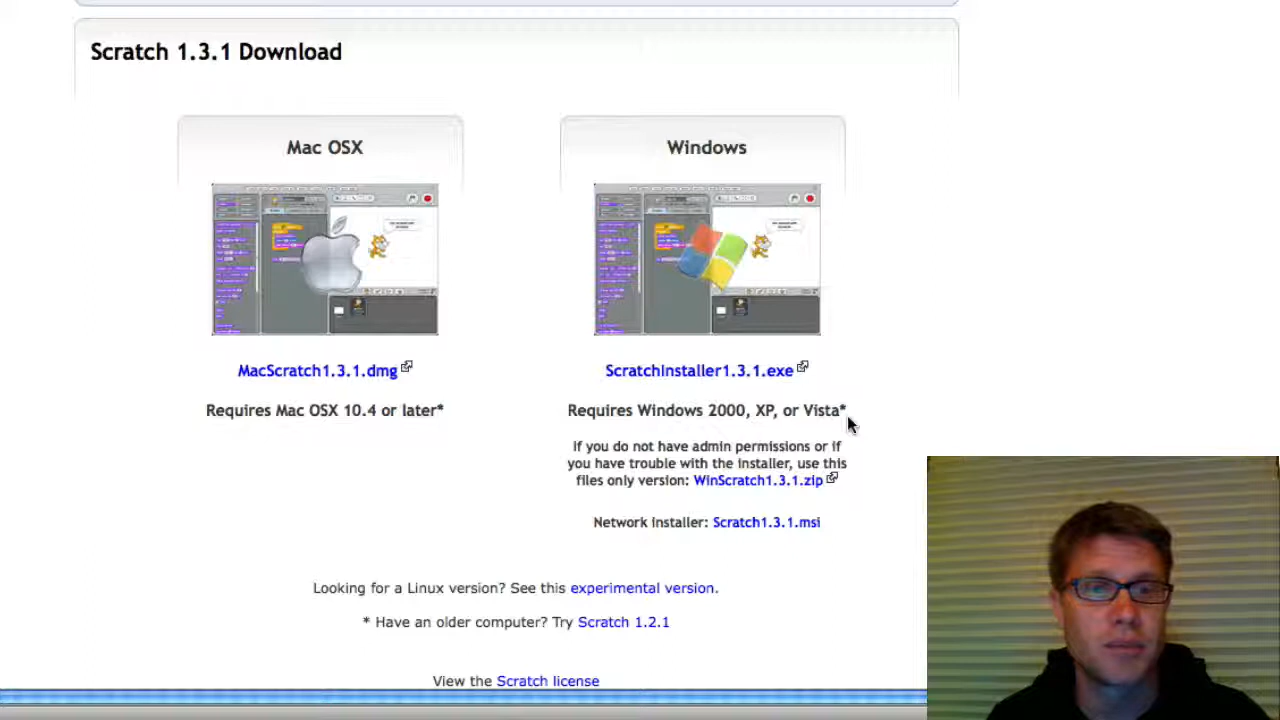 Scratch 1.3.1 Download
Mac OSX
Windows
MacScratch1.3.1.dmg
ScratchInstaller1.3.1.exe
Requires Mac OSX 10.4 or later*
Requires Windows 2000, XP, or Vista*
If you do not have admin permissions or if
you have trouble with the installer, use this
files only version: WinScratch1.3.1.zip
Network Installer: Scratch1.3.1.msi
Looking for a Linux version? See this experimental version.
* Have an older computer? Try Scratch 1.2.1
View the Scratch license